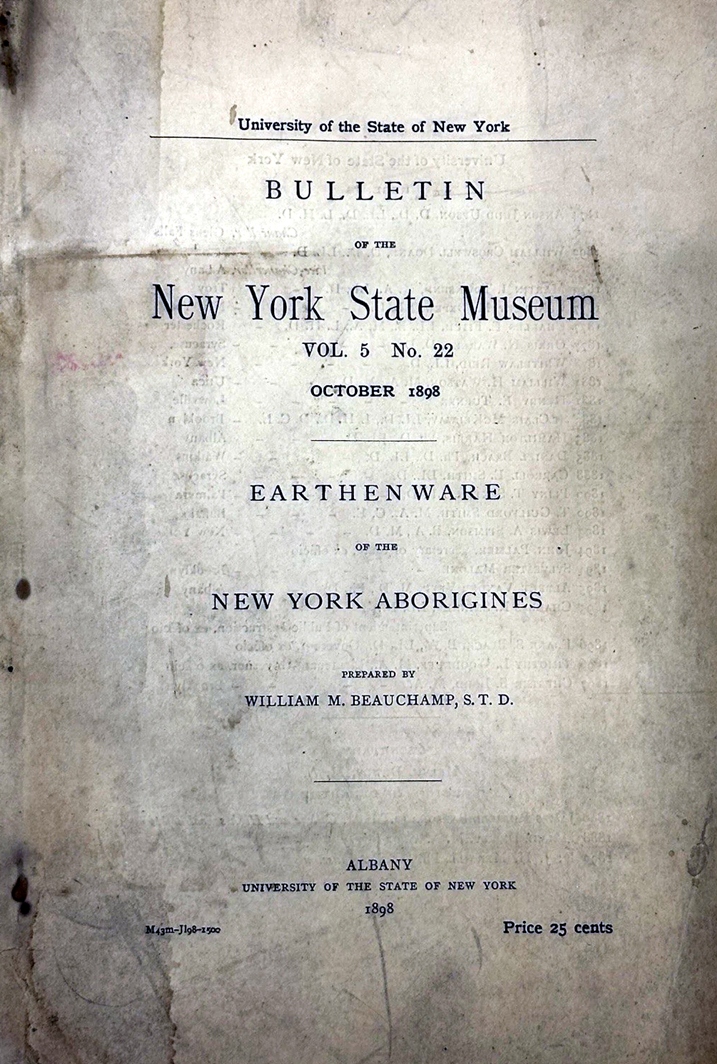 University of the State of New York
BULLETIN
OF THE
New York State Museum
VOL. 5 No. 22
OCTOBER 1898
EARTHENWARE
OF THE
NEW YORK ABORIGINES
PREPARED BY
WILLIAM M. BEAUCHAMP, S. T. D.
ALBANY
UNIVERSITY OF THE STATE OF NEW YORK
1898
M43m-Jl98-1500
Price 25 cents